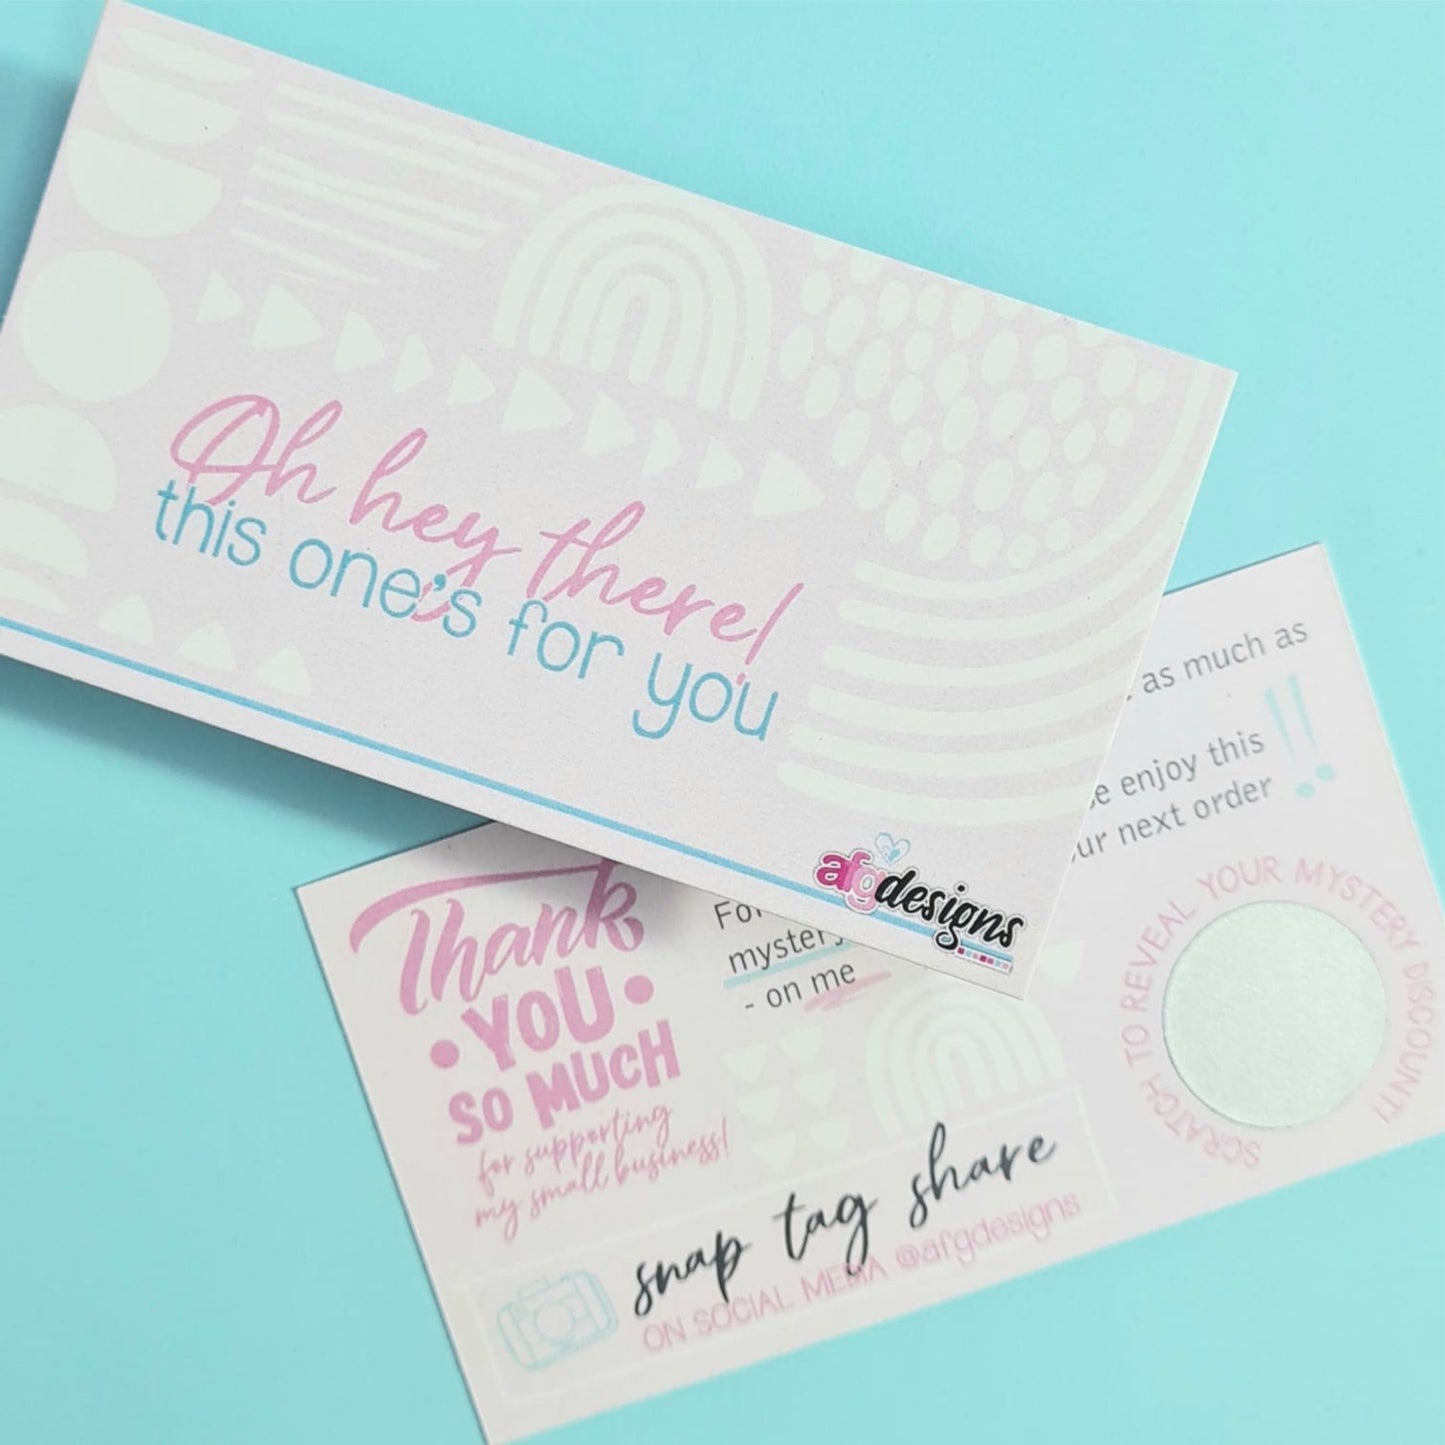 Oh hey there!
this one's for you
afgdesigns
Thank
• YOU •
SO MUCH
for supporting
my small business!
mystery
- on me
as much as
enjoy this
next order
!!
SCRATCH TO REVEAL YOUR MYSTERY DISCOUNT!
snap tag share
ON SOCIAL MEDIA @afgdesigns